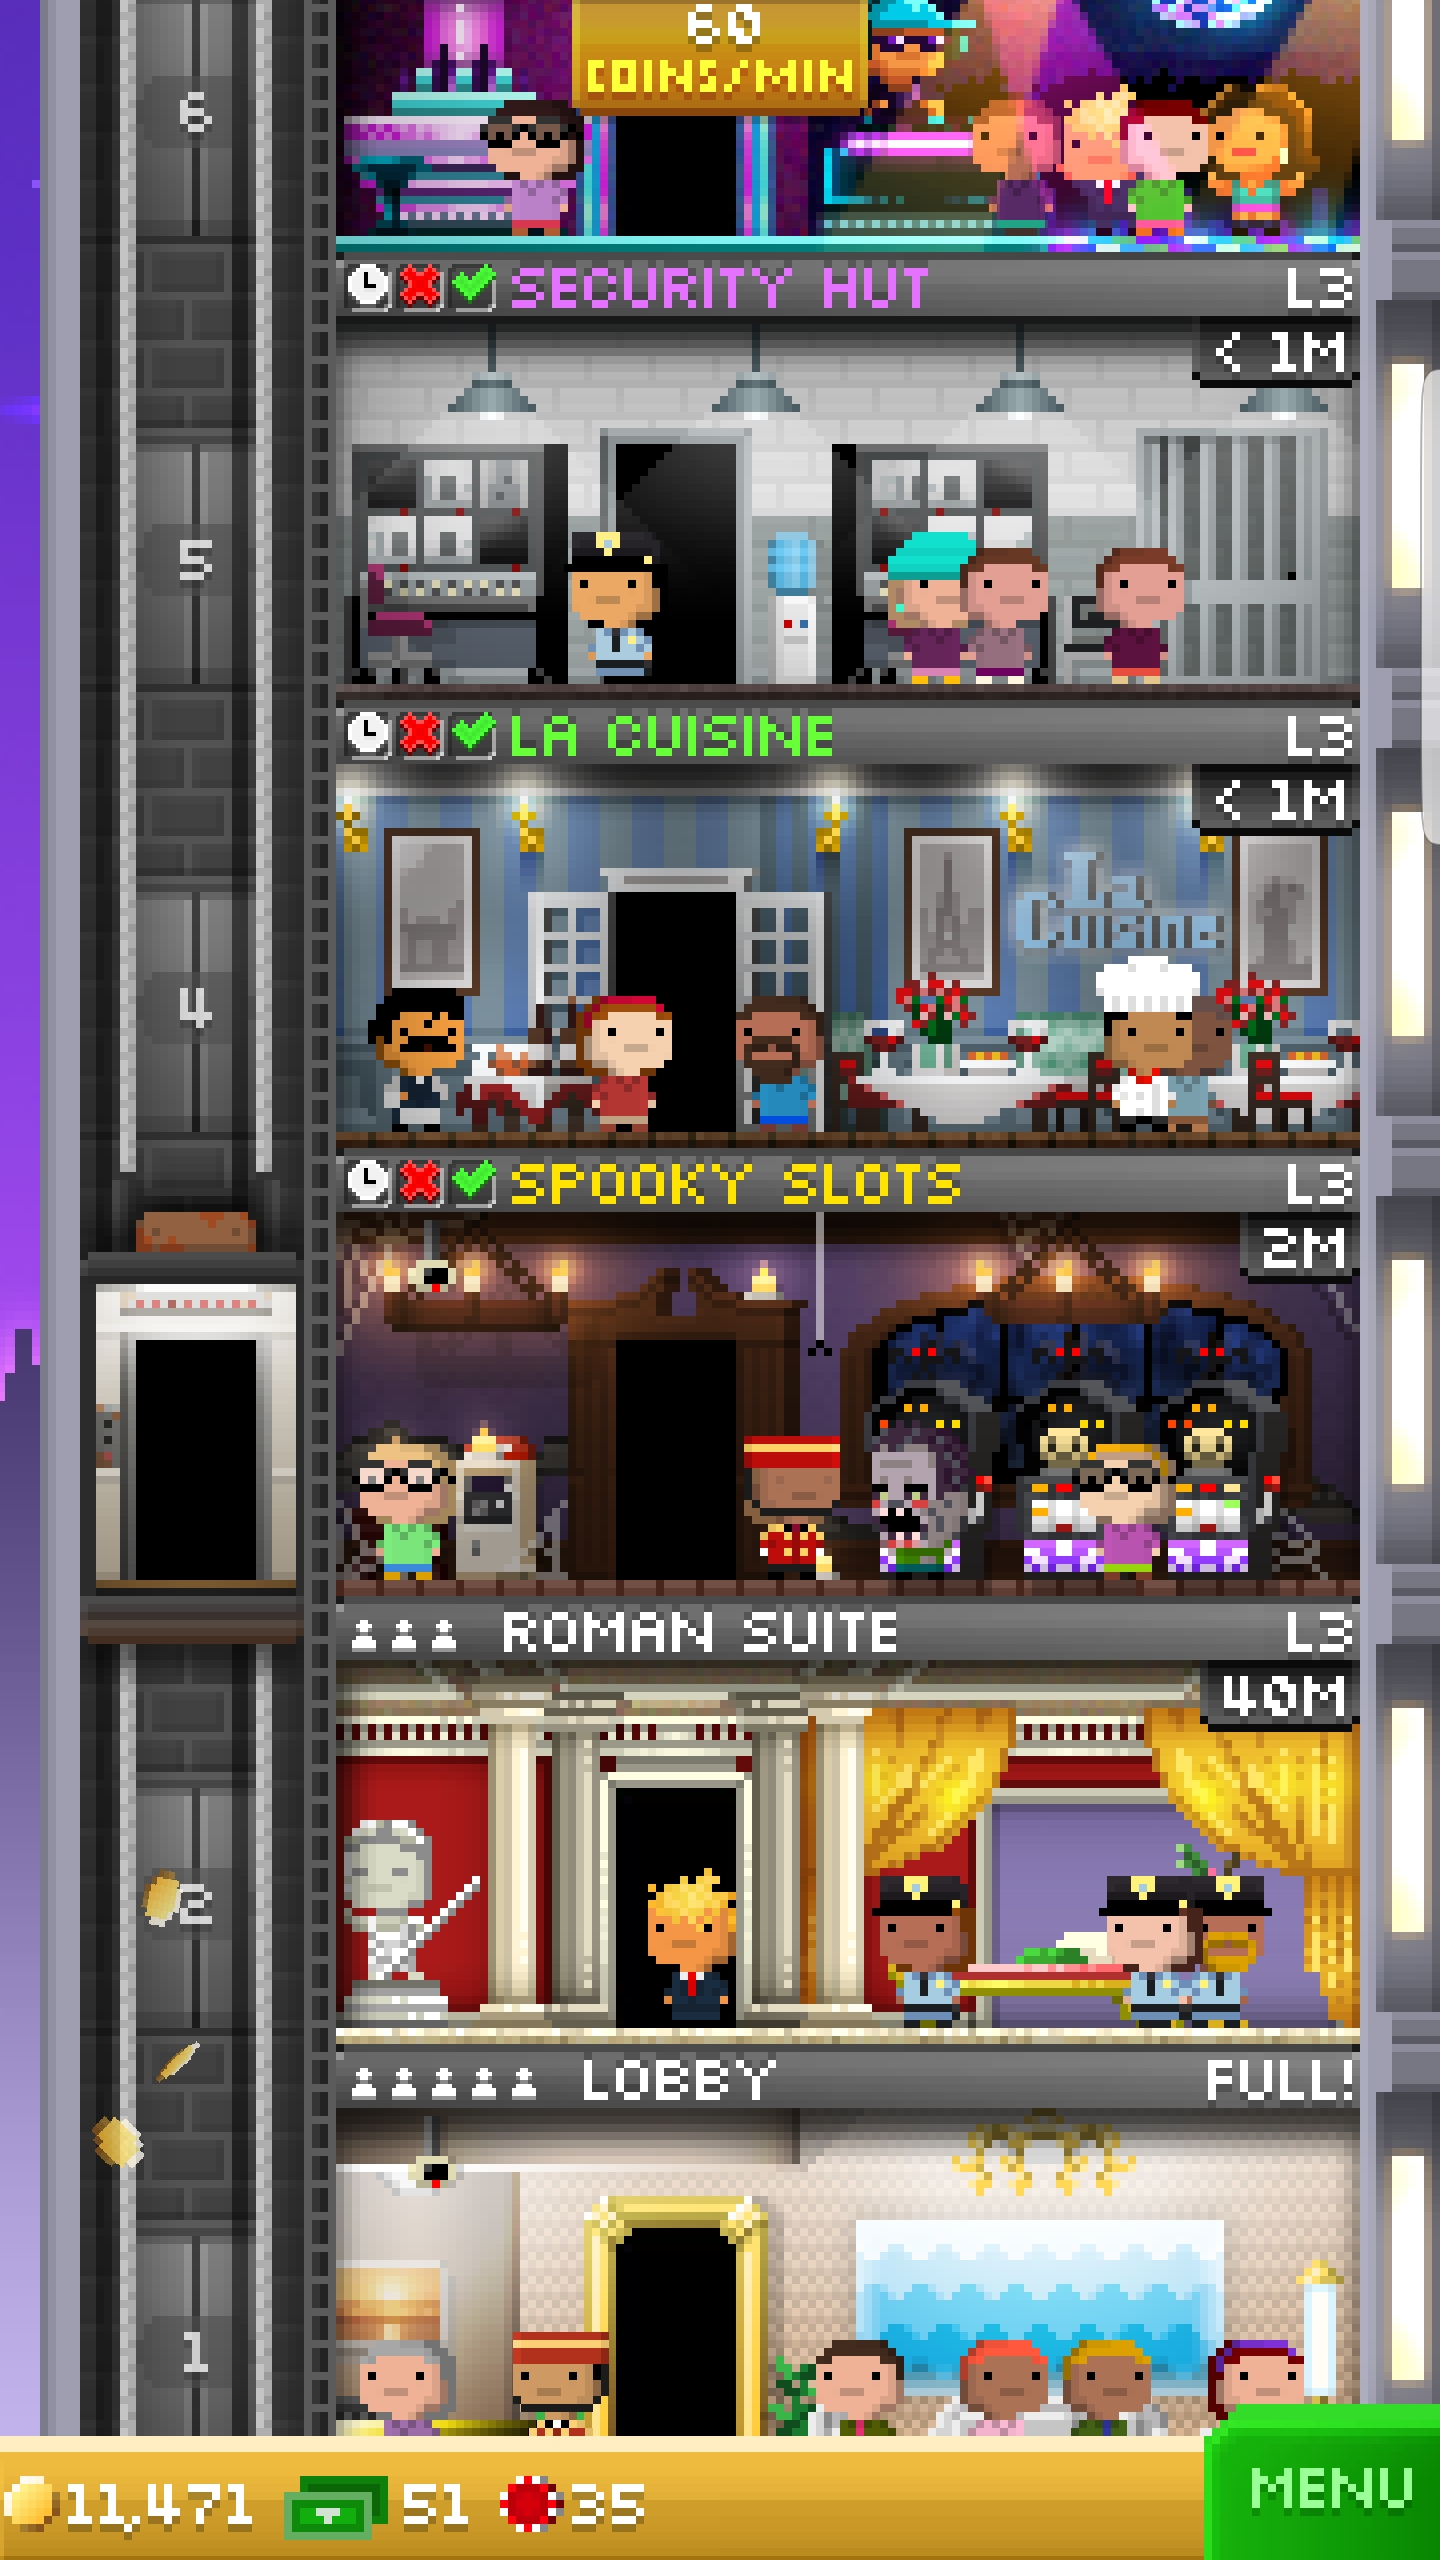 60
COINS/MIN
6
SECURITY HUT L3
< 1M
5
LA CUISINE L3
< 1M
La
Cuisine
4
SPOOKY SLOTS L3
2M
ROMAN SUITE L3
40M
2
LOBBY FULL!
1
11,471 51 35 MENU